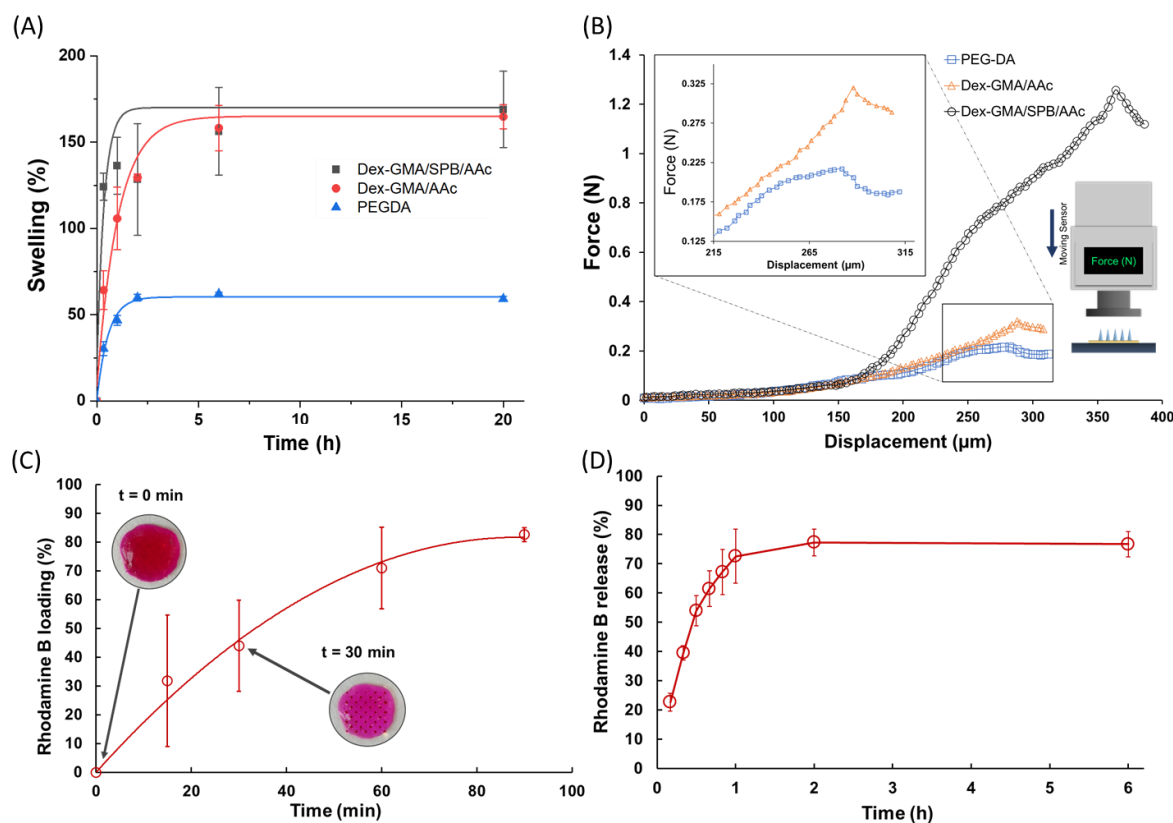 (A)
200
150
100
50
0
Swelling (%)
Dex-GMA/SPB/AAc
Dex-GMA/AAc
PEGDA
0
5
10
15
20
Time (h)
(B)
1.4
1.2
1
0.8
0.6
0.4
0.2
0
Force (N)
0.325
0.275
0.225
0.175
0.125
Force (N)
215
265
315
Displacement (µm)
PEG-DA
Dex-GMA/AAc
Dex-GMA/SPB/AAc
Moving Sensor
Force (N)
0
50
100
150
200
250
300
350
400
Displacement (µm)
(C)
100
90
80
70
60
50
40
30
20
10
0
Rhodamine B loading (%)
t = 0 min
t = 30 min
0
20
40
60
80
100
Time (min)
(D)
100
90
80
70
60
50
40
30
20
10
0
Rhodamine B release (%)
0
1
2
3
4
5
6
Time (h)